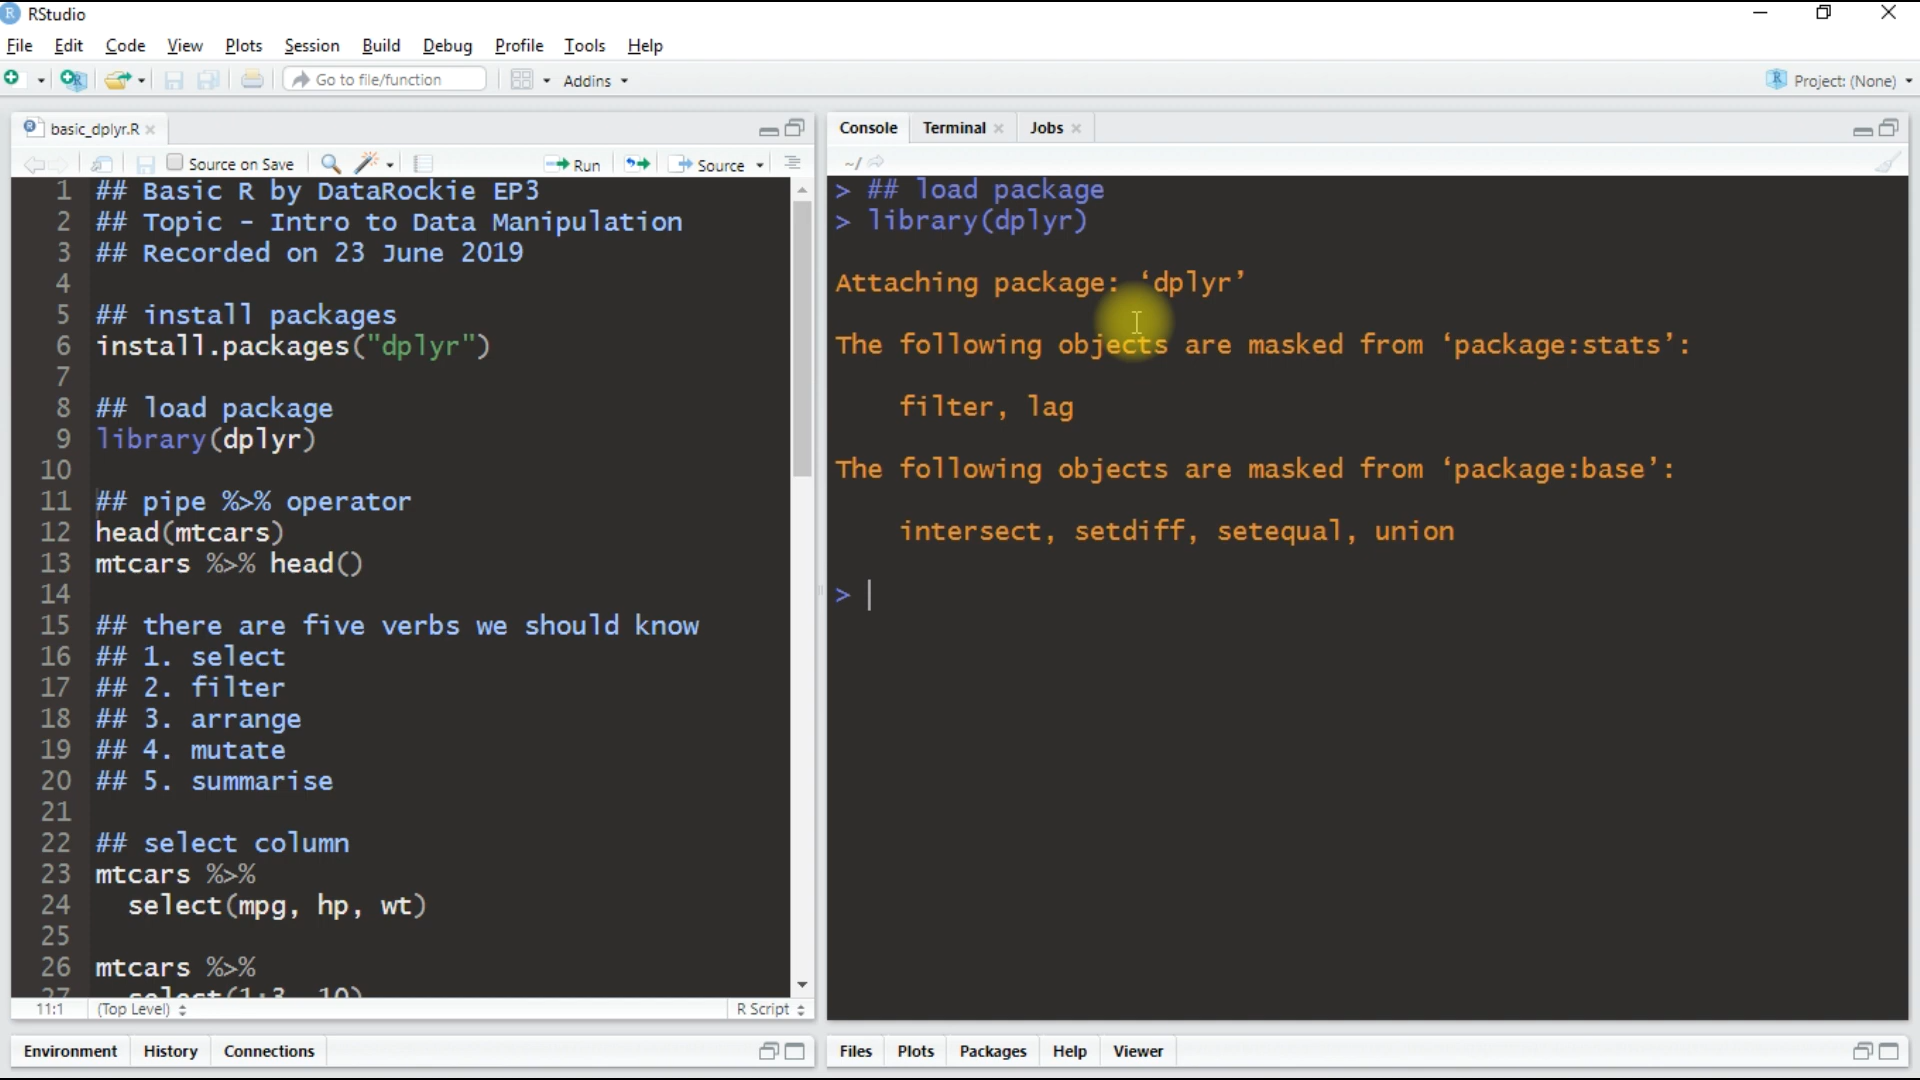 RStudio
File Edit Code View Plots Session Build Debug Profile Tools Help
Go to file/function Addins Project: (None)
basic_dplyr.R
Source on Save Run Source
1 ## Basic R by DataRockie EP3
2 ## Topic - Intro to Data Manipulation
3 ## Recorded on 23 June 2019
4
5 ## install packages
6 install.packages("dplyr")
7
8 ## load package
9 library(dplyr)
10
11 ## pipe %>% operator
12 head(mtcars)
13 mtcars %>% head()
14
15 ## there are five verbs we should know
16 ## 1. select
17 ## 2. filter
18 ## 3. arrange
19 ## 4. mutate
20 ## 5. summarise
21
22 ## select column
23 mtcars %>%
24 select(mpg, hp, wt)
25
26 mtcars %>%
27 select(1:3, 10)
11:1 (Top Level) R Script
Environment History Connections
Console Terminal Jobs
~/
> ## load package
> library(dplyr)
Attaching package: ‘dplyr’
The following objects are masked from ‘package:stats’:
filter, lag
The following objects are masked from ‘package:base’:
intersect, setdiff, setequal, union
>
Files Plots Packages Help Viewer